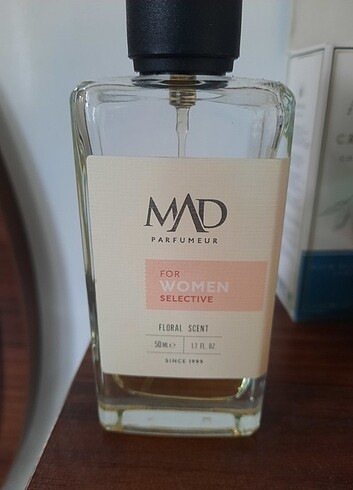 MAD
PARFUMEUR
FOR
WOMEN
SELECTIVE
FLORAL SCENT
50 ML ℮ 1.7 FL OZ
SINCE 1999